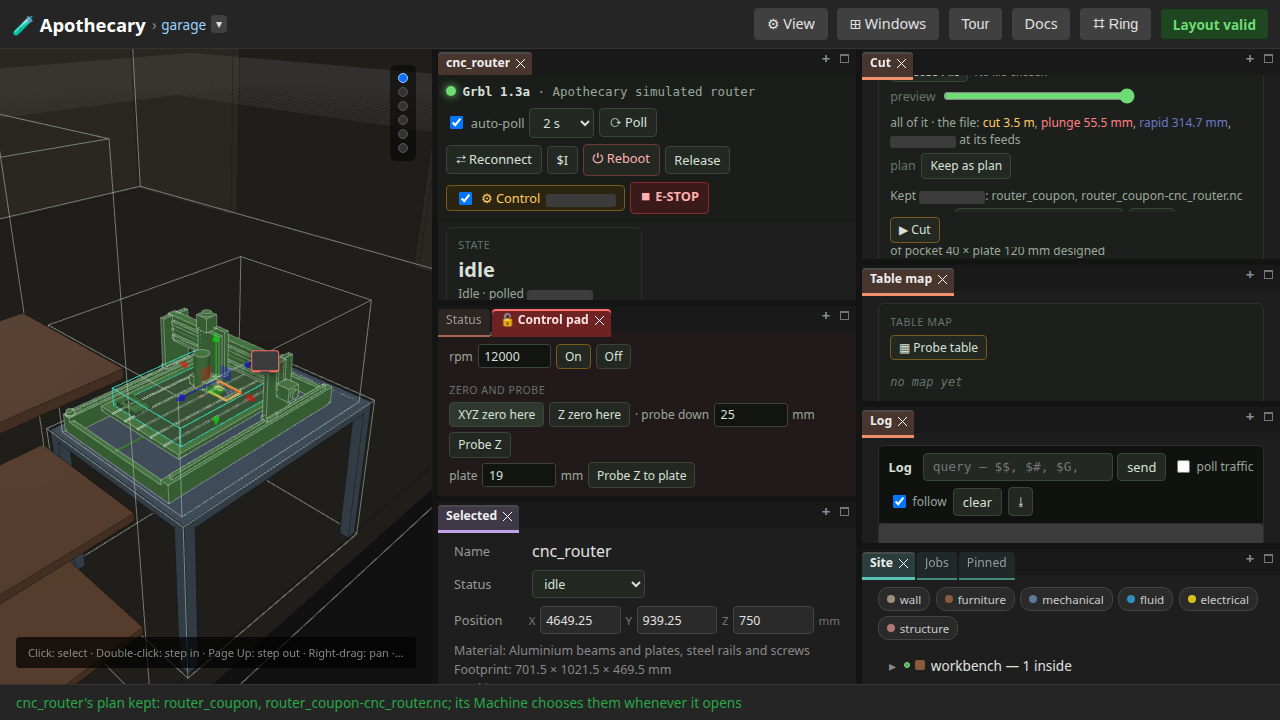 🧪 Apothecary › garage ▾
⚙ View
⊞ Windows
Tour
Docs
⌗ Ring
Layout valid
cnc_router
Grbl 1.3a · Apothecary simulated router
auto-poll 2 s ⟳ Poll
⇄ Reconnect $I ⏻ Reboot Release
⚙ Control ■ E-STOP
STATE
idle
Idle · polled
Status 🔓 Control pad
rpm 12000 On Off
ZERO AND PROBE
XYZ zero here Z zero here · probe down 25 mm
Probe Z
plate 19 mm Probe Z to plate
Selected
Name cnc_router
Status idle
Position X 4649.25 Y 939.25 Z 750 mm
Material: Aluminium beams and plates, steel rails and screws
Footprint: 701.5 × 1021.5 × 469.5 mm
Cut
preview
all of it · the file: cut 3.5 m, plunge 55.5 mm, rapid 314.7 mm,
at its feeds
plan Keep as plan
Kept : router_coupon, router_coupon-cnc_router.nc
▶ Cut
of pocket 40 × plate 120 mm designed
Table map
TABLE MAP
▦ Probe table
no map yet
Log
Log query — $$, $#, $G, send poll traffic
follow clear ⭳
Site Jobs Pinned
wall furniture mechanical fluid electrical
structure
▸ workbench — 1 inside
Click: select · Double-click: step in · Page Up: step out · Right-drag: pan ·…
cnc_router's plan kept: router_coupon, router_coupon-cnc_router.nc; its Machine chooses them whenever it opens